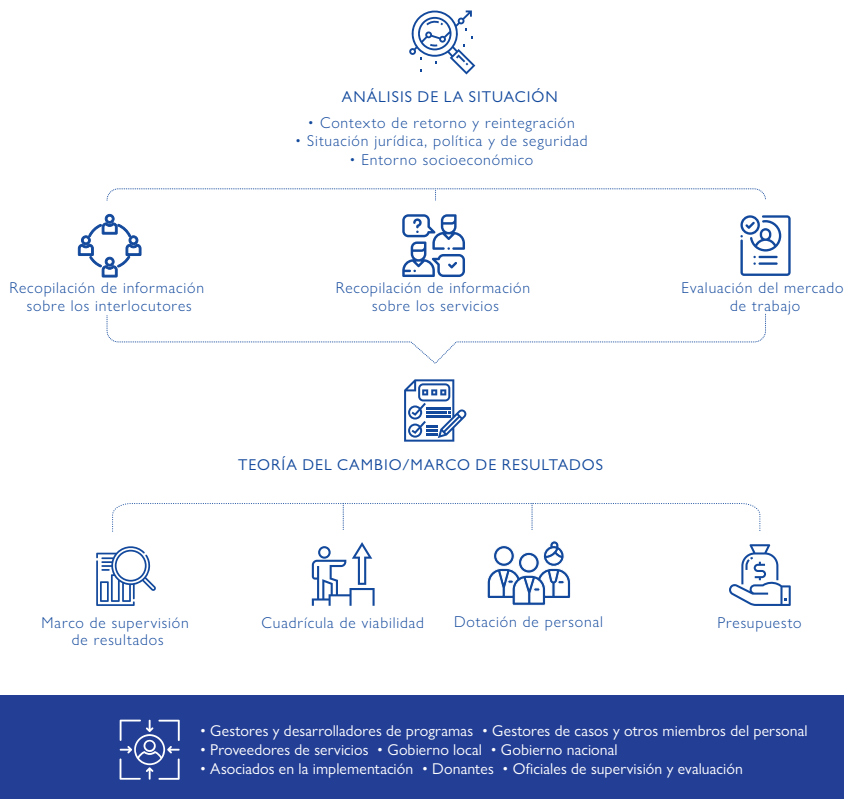 ANÁLISIS DE LA SITUACIÓN
• Contexto de retorno y reintegración
• Situación jurídica, política y de seguridad
• Entorno socioeconómico
Recopilación de información
sobre los interlocutores
Recopilación de información
sobre los servicios
Evaluación del mercado
de trabajo
TEORÍA DEL CAMBIO/MARCO DE RESULTADOS
Marco de supervisión
de resultados
Cuadrícula de viabilidad
Dotación de personal
Presupuesto
• Gestores y desarrolladores de programas • Gestores de casos y otros miembros del personal
• Proveedores de servicios • Gobierno local • Gobierno nacional
• Asociados en la implementación • Donantes • Oficiales de supervisión y evaluación